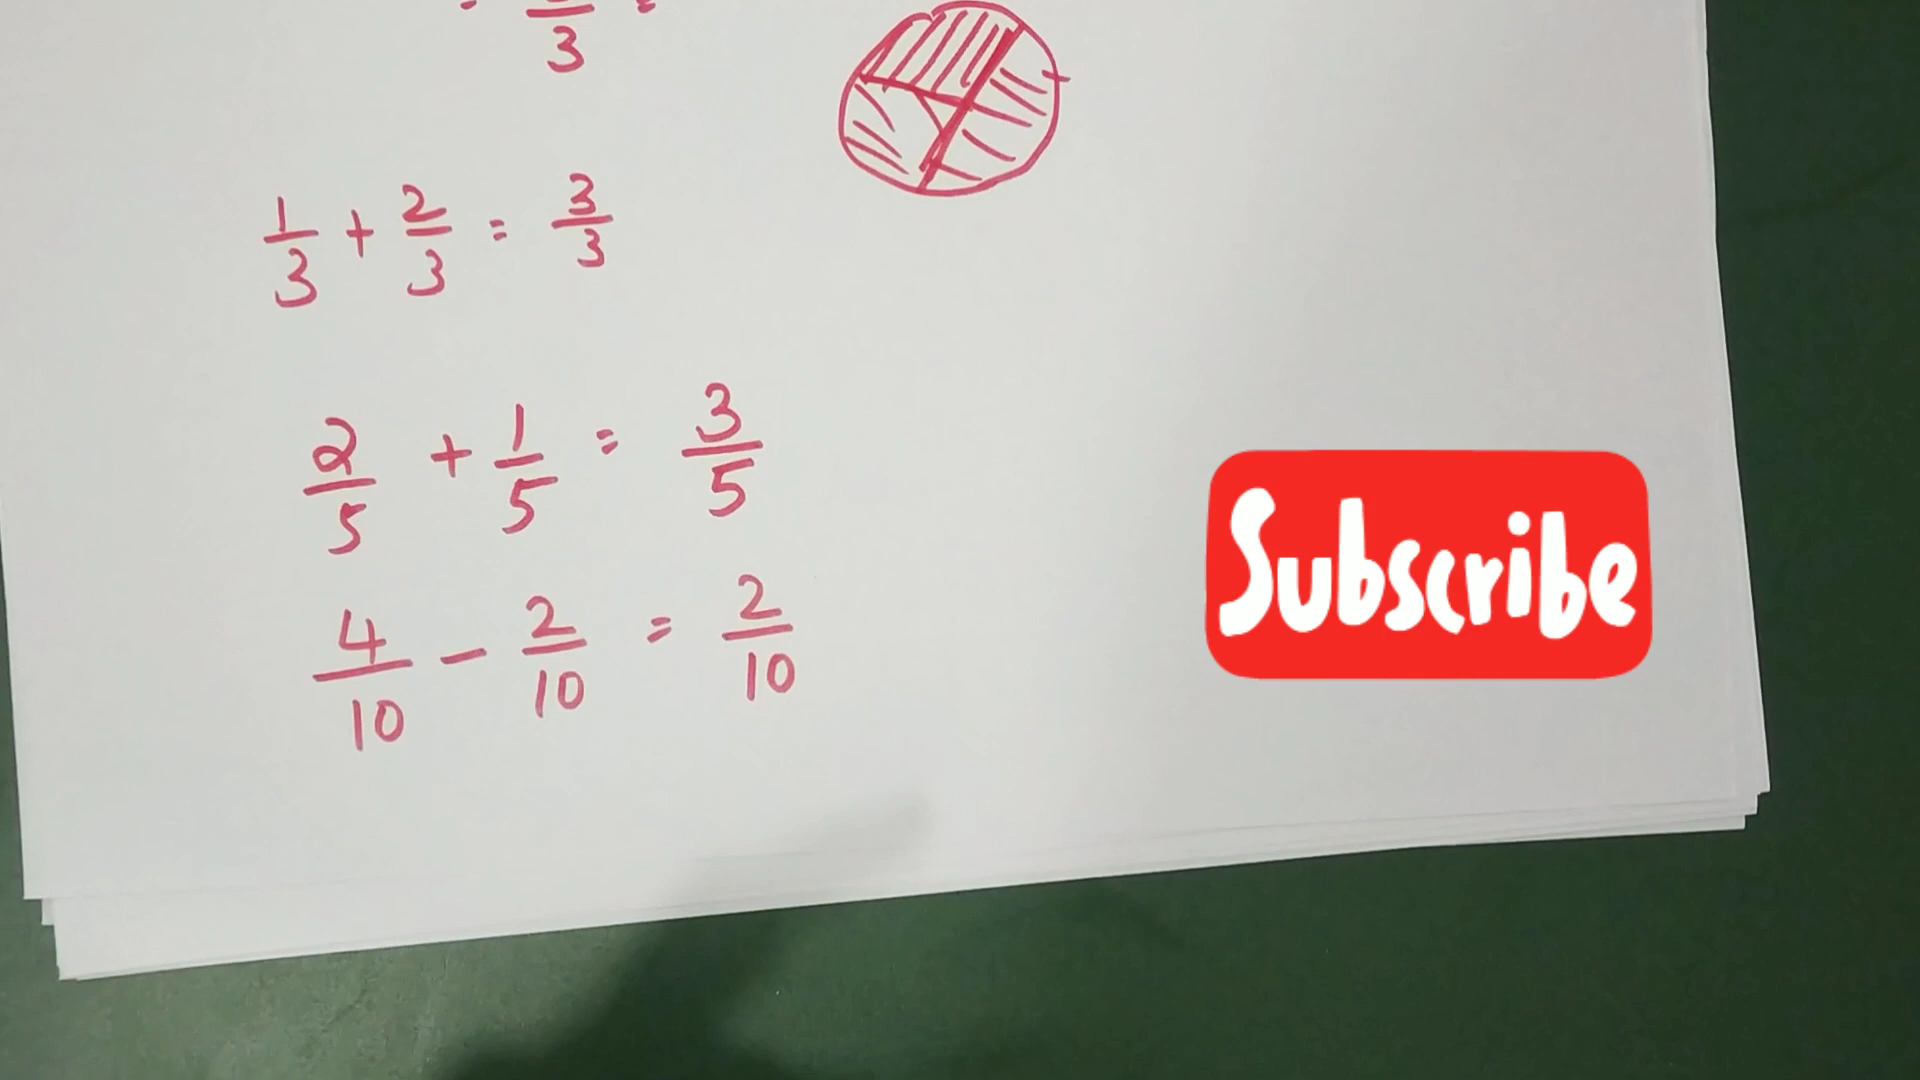 = /3 =
1/3 + 2/3 = 3/3
2/5 + 1/5 = 3/5
4/10 - 2/10 = 2/10
Subscribe